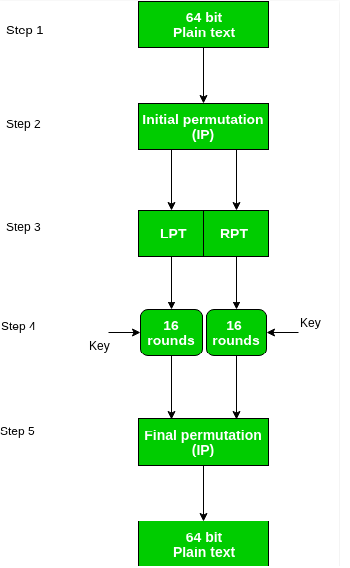 Step 1
64 bit
Plain text
Step 2
Initial permutation
(IP)
Step 3
LPT
RPT
Step 4
Key
16
rounds
16
rounds
Key
Step 5
Final permutation
(IP)
64 bit
Plain text